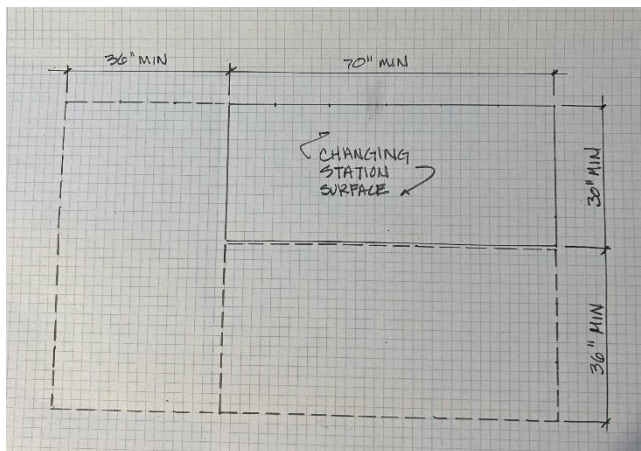 36" MIN
70" MIN
CHANGING
STATION
SURFACE
30" MIN
36" MIN